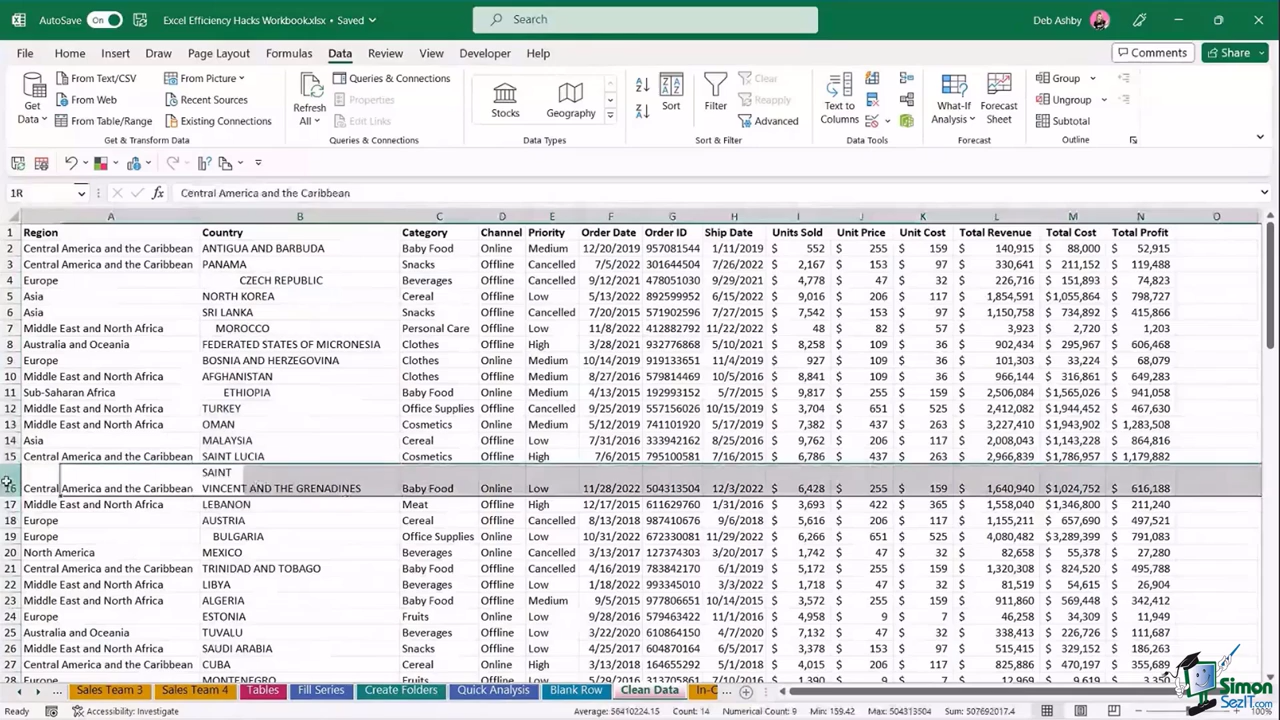 AutoSave On Excel Efficiency Hacks Workbook.xlsx • Saved Search Deb Ashby
File Home Insert Draw Page Layout Formulas Data Review View Developer Help Comments Share
Get Data From Text/CSV From Web From Table/Range From Picture Recent Sources Existing Connections Refresh All Queries & Connections Properties Edit Links Stocks Geography Sort Filter Clear Reapply Advanced Text to Columns What-If Analysis Forecast Sheet Group Ungroup Subtotal
Get & Transform Data Queries & Connections Data Types Sort & Filter Data Tools Forecast Outline
1R fx Central America and the Caribbean
A B C D E F G H I J K L M N O
1 Region Country Category Channel Priority Order Date Order ID Ship Date Units Sold Unit Price Unit Cost Total Revenue Total Cost Total Profit
2 Central America and the Caribbean ANTIGUA AND BARBUDA Baby Food Online Medium 12/20/2019 957081544 1/11/2019 $ 552 $ 255 $ 159 $ 140,915 $ 88,000 $ 52,915
3 Central America and the Caribbean PANAMA Snacks Offline Cancelled 7/5/2022 301644504 7/26/2022 $ 2,167 $ 153 $ 97 $ 330,641 $ 211,152 $ 119,488
4 Europe CZECH REPUBLIC Beverages Offline Cancelled 9/12/2021 478051030 9/29/2021 $ 4,778 $ 47 $ 32 $ 226,716 $ 151,893 $ 74,823
5 Asia NORTH KOREA Cereal Offline Low 5/13/2022 892599952 6/15/2022 $ 9,016 $ 206 $ 117 $ 1,854,591 $ 1,055,864 $ 798,727
6 Asia SRI LANKA Snacks Offline Cancelled 7/20/2015 571902596 7/27/2015 $ 7,542 $ 153 $ 97 $ 1,150,758 $ 734,892 $ 415,866
7 Middle East and North Africa MOROCCO Personal Care Offline Low 11/8/2022 412882792 11/22/2022 $ 48 $ 82 $ 57 $ 3,923 $ 2,720 $ 1,203
8 Australia and Oceania FEDERATED STATES OF MICRONESIA Clothes Offline High 3/28/2021 932776868 5/10/2021 $ 8,258 $ 109 $ 36 $ 902,434 $ 295,967 $ 606,468
9 Europe BOSNIA AND HERZEGOVINA Clothes Online Medium 10/14/2019 919133651 11/4/2019 $ 927 $ 109 $ 36 $ 101,303 $ 33,224 $ 68,079
10 Middle East and North Africa AFGHANISTAN Clothes Offline Medium 8/27/2016 579814469 10/5/2016 $ 8,841 $ 109 $ 36 $ 966,144 $ 316,861 $ 649,283
11 Sub-Saharan Africa ETHIOPIA Baby Food Online Medium 4/13/2015 192993152 5/7/2015 $ 9,817 $ 255 $ 159 $ 2,506,084 $ 1,565,026 $ 941,058
12 Middle East and North Africa TURKEY Office Supplies Offline Cancelled 9/25/2019 557156026 10/15/2019 $ 3,704 $ 651 $ 525 $ 2,412,082 $ 1,944,452 $ 467,630
13 Middle East and North Africa OMAN Cosmetics Online Medium 5/13/2017 122583413 5/17/2017 $ 7,382 $ 437 $ 263 $ 3,227,410 $ 1,943,902 $ 1,283,508
14 Asia MALAYSIA Cereal Offline Low 7/31/2016 333942162 8/25/2016 $ 9,762 $ 206 $ 117 $ 2,008,043 $ 1,143,228 $ 864,816
15 Central America and the Caribbean SAINT LUCIA Cosmetics Offline High 7/6/2015 795100581 7/16/2015 $ 6,786 $ 437 $ 263 $ 2,966,839 $ 1,786,957 $ 1,179,882
SAINT
16 Central America and the Caribbean VINCENT AND THE GRENADINES Baby Food Online Low 11/28/2022 504313504 12/3/2022 $ 6,428 $ 255 $ 159 $ 1,640,940 $ 1,024,752 $ 616,188
17 Middle East and North Africa LEBANON Meat Offline High 12/17/2015 611629760 1/31/2016 $ 3,693 $ 422 $ 365 $ 1,558,040 $ 1,346,800 $ 211,240
18 Europe AUSTRIA Cereal Offline Cancelled 8/13/2018 987410676 9/6/2018 $ 5,616 $ 206 $ 117 $ 1,155,211 $ 657,690 $ 497,521
19 Europe BULGARIA Office Supplies Online Low 10/31/2022 672330081 11/29/2022 $ 6,266 $ 651 $ 525 $ 4,080,482 $ 3,289,399 $ 791,083
20 North America MEXICO Beverages Offline Cancelled 3/13/2017 127374303 3/20/2017 $ 1,742 $ 47 $ 32 $ 82,658 $ 55,378 $ 27,280
21 Central America and the Caribbean TRINIDAD AND TOBAGO Cosmetics Offline Cancelled 4/16/2019 783842170 6/1/2019 $ 5,172 $ 206 $ 117 $ 1,320,308 $ 824,520 $ 495,788
22 Middle East and North Africa LIBYA Beverages Offline Low 1/18/2022 993345010 3/3/2022 $ 1,718 $ 47 $ 32 $ 81,519 $ 54,615 $ 26,904
23 Middle East and North Africa ALGERIA Baby Food Online Medium 9/5/2015 977806651 10/14/2015 $ 3,572 $ 255 $ 159 $ 911,860 $ 569,448 $ 342,412
24 Europe ESTONIA Fruits Online Low 9/28/2016 579463422 11/1/2016 $ 4,958 $ 9 $ 7 $ 46,258 $ 34,309 $ 11,949
25 Australia and Oceania TUVALU Beverages Offline Low 3/22/2020 610864150 4/7/2020 $ 7,132 $ 47 $ 32 $ 338,413 $ 226,726 $ 111,687
26 Middle East and North Africa SAUDI ARABIA Snacks Offline Low 4/25/2017 604870164 6/11/2017 $ 3,378 $ 153 $ 97 $ 515,415 $ 329,152 $ 186,263
27 Central America and the Caribbean CUBA Cereal Offline Low 10/13/2018 164655292 5/1/2018 $ 4,015 $ 206 $ 117 $ 825,886 $ 470,197 $ 355,689
28 Europe MONTENEGRO Fruits
Sales Team 3 Sales Team 4 Tables Fill Series Create Folders Quick Analysis Blank Row Clean Data In-C ...
Simon
SezIT.com
Ready Accessibility: Investigate Average: 56410224.15 Count: 14 Numerical Count: 9 Min: 159.42 Max: 504313504 Sum: 507692017.4 100%